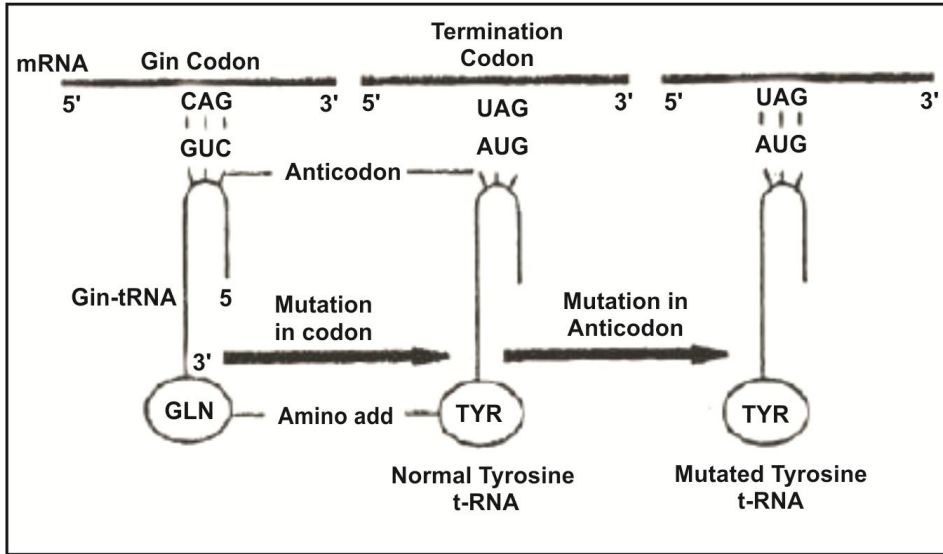 mRNA
Gin Codon
5'
3'
CAG
GUC
Termination
Codon
5'
3'
UAG
AUG
5'
3'
UAG
AUG
Anticodon
Gin-tRNA
5
3'
Mutation
in codon
Mutation in
Anticodon
GLN
Amino add
TYR
TYR
Normal Tyrosine
t-RNA
Mutated Tyrosine
t-RNA